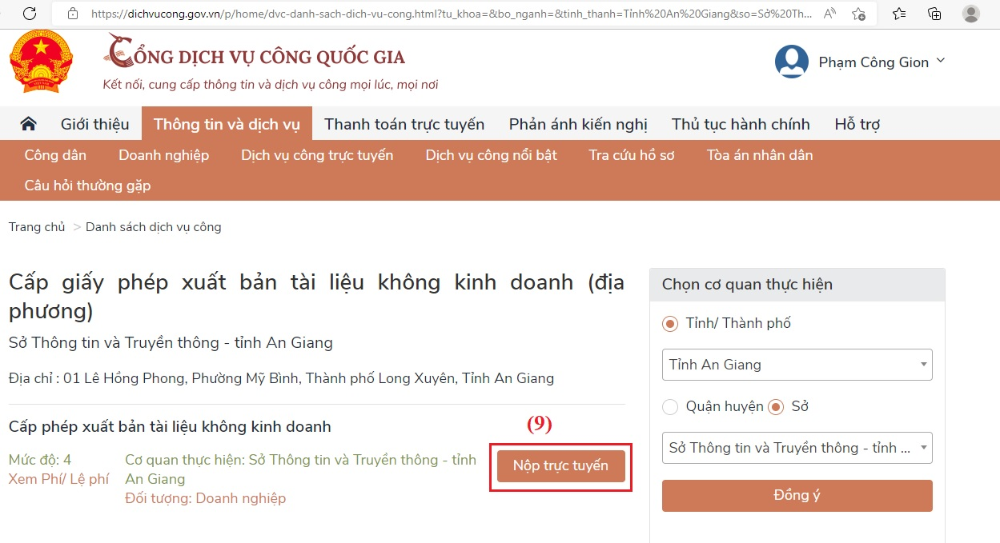 https://dichvucong.gov.vn/p/home/dvc-danh-sach-dich-vu-cong.html?tu_khoa=&bo_nganh=&tinh_thanh=Tỉnh%20An%20Giang&so=Sở%20Th...
CỔNG DỊCH VỤ CÔNG QUỐC GIA
Kết nối, cung cấp thông tin và dịch vụ công mọi lúc, mọi nơi
Phạm Công Gion
Giới thiệu Thông tin và dịch vụ Thanh toán trực tuyến Phản ánh kiến nghị Thủ tục hành chính Hỗ trợ
Công dân Doanh nghiệp Dịch vụ công trực tuyến Dịch vụ công nổi bật Tra cứu hồ sơ Tòa án nhân dân
Câu hỏi thường gặp
Trang chủ > Danh sách dịch vụ công
Cấp giấy phép xuất bản tài liệu không kinh doanh (địa
phương)
Sở Thông tin và Truyền thông - tỉnh An Giang
Địa chỉ : 01 Lê Hồng Phong, Phường Mỹ Bình, Thành phố Long Xuyên, Tỉnh An Giang
Cấp phép xuất bản tài liệu không kinh doanh
(9)
Mức độ: 4
Xem Phí/ Lệ phí
Cơ quan thực hiện: Sở Thông tin và Truyền thông - tỉnh
An Giang
Đối tượng: Doanh nghiệp
Nộp trực tuyến
Chọn cơ quan thực hiện
Tỉnh/ Thành phố
Tỉnh An Giang
Quận huyện Sở
Sở Thông tin và Truyền thông - tỉnh ...
Đồng ý